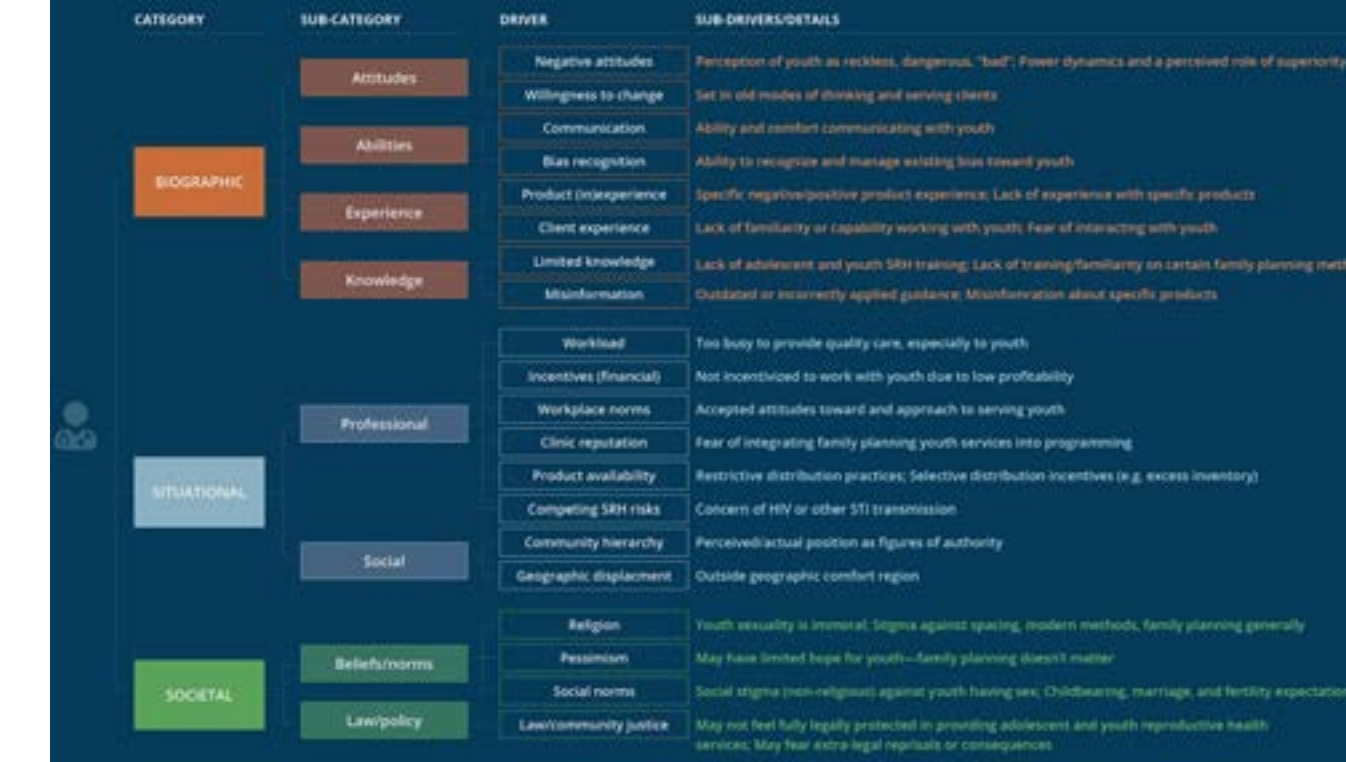 CATEGORY SUB-CATEGORY DRIVER SUB-DRIVERS/DETAILS
BIOGRAPHIC
Attitudes
Negative attitudes Perception of youth as reckless, dangerous, "bad"; Power dynamics and a perceived role of superiority
Willingness to change Set in old modes of thinking and serving clients
Abilities
Communication Ability and comfort communicating with youth
Bias recognition Ability to recognize and manage existing bias toward youth
Experience
Product (in)experience Specific negative/positive product experience; Lack of experience with specific products
Client experience Lack of familiarity or capability working with youth; Fear of interacting with youth
Knowledge
Limited knowledge Lack of adolescent and youth SRH training; Lack of training/familiarity on certain family planning meth
Misinformation Outdated or incorrectly applied guidance; Misinfomration about specific products
SITUATIONAL
Professional
Workload Too busy to provide quality care, especially to youth
Incentives (financial) Not incentivized to work with youth due to low profitability
Workplace norms Accepted attitudes toward and approach to serving youth
Clinic reputation Fear of integrating family planning youth services into programming
Product availability Restrictive distribution practices; Selective distribution incentives (e.g. excess inventory)
Competing SRH risks Concern of HIV or other STI transmission
Social
Community hierarchy Perceived/actual position as figures of authority
Geographic displacment Outside geographic comfort region
SOCIETAL
Beliefs/norms
Religion Youth sexuality is immoral; Stigma against spacing, modern methods, family planning generally
Pessimism May have limited hope for youth—family planning doesn't matter
Social norms Social stigma (non-religious) against youth having sex; Childbearing, marriage, and fertility expectation
Law/policy
Law/community justice May not feel fully legally protected in providing adolescent and youth reproductive health
services; May fear extra-legal reprisals or consequences